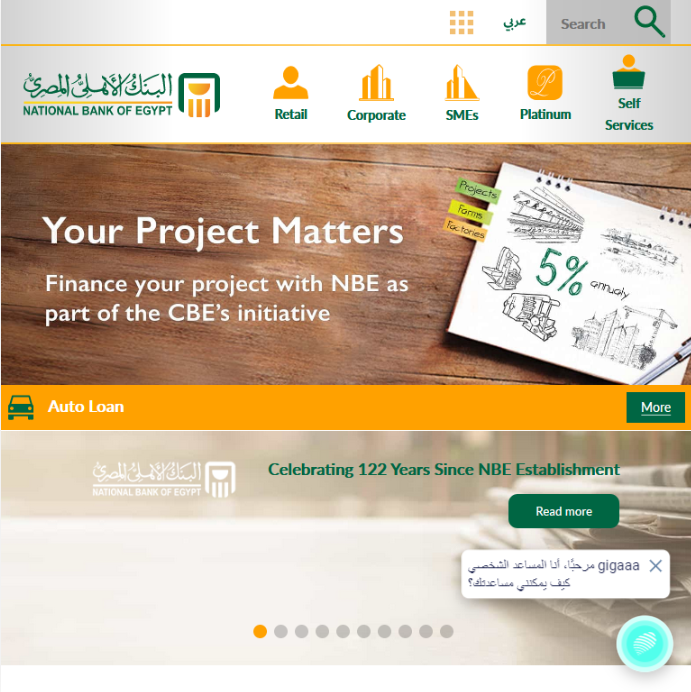 عربي
Search
البنك الأهلي المصري
NATIONAL BANK OF EGYPT
Retail
Corporate
SMEs
P
Platinum
Self
Services
Your Project Matters
Finance your project with NBE as
part of the CBE's initiative
Projects
Farms
Factories
5%
annualy
Auto Loan
More
البنك الأهلي المصري
NATIONAL BANK OF EGYPT
Celebrating 122 Years Since NBE Establishment
Read more
gigaaa مرحبًا، أنا المساعد الشخصي
كيف يمكنني مساعدتك؟